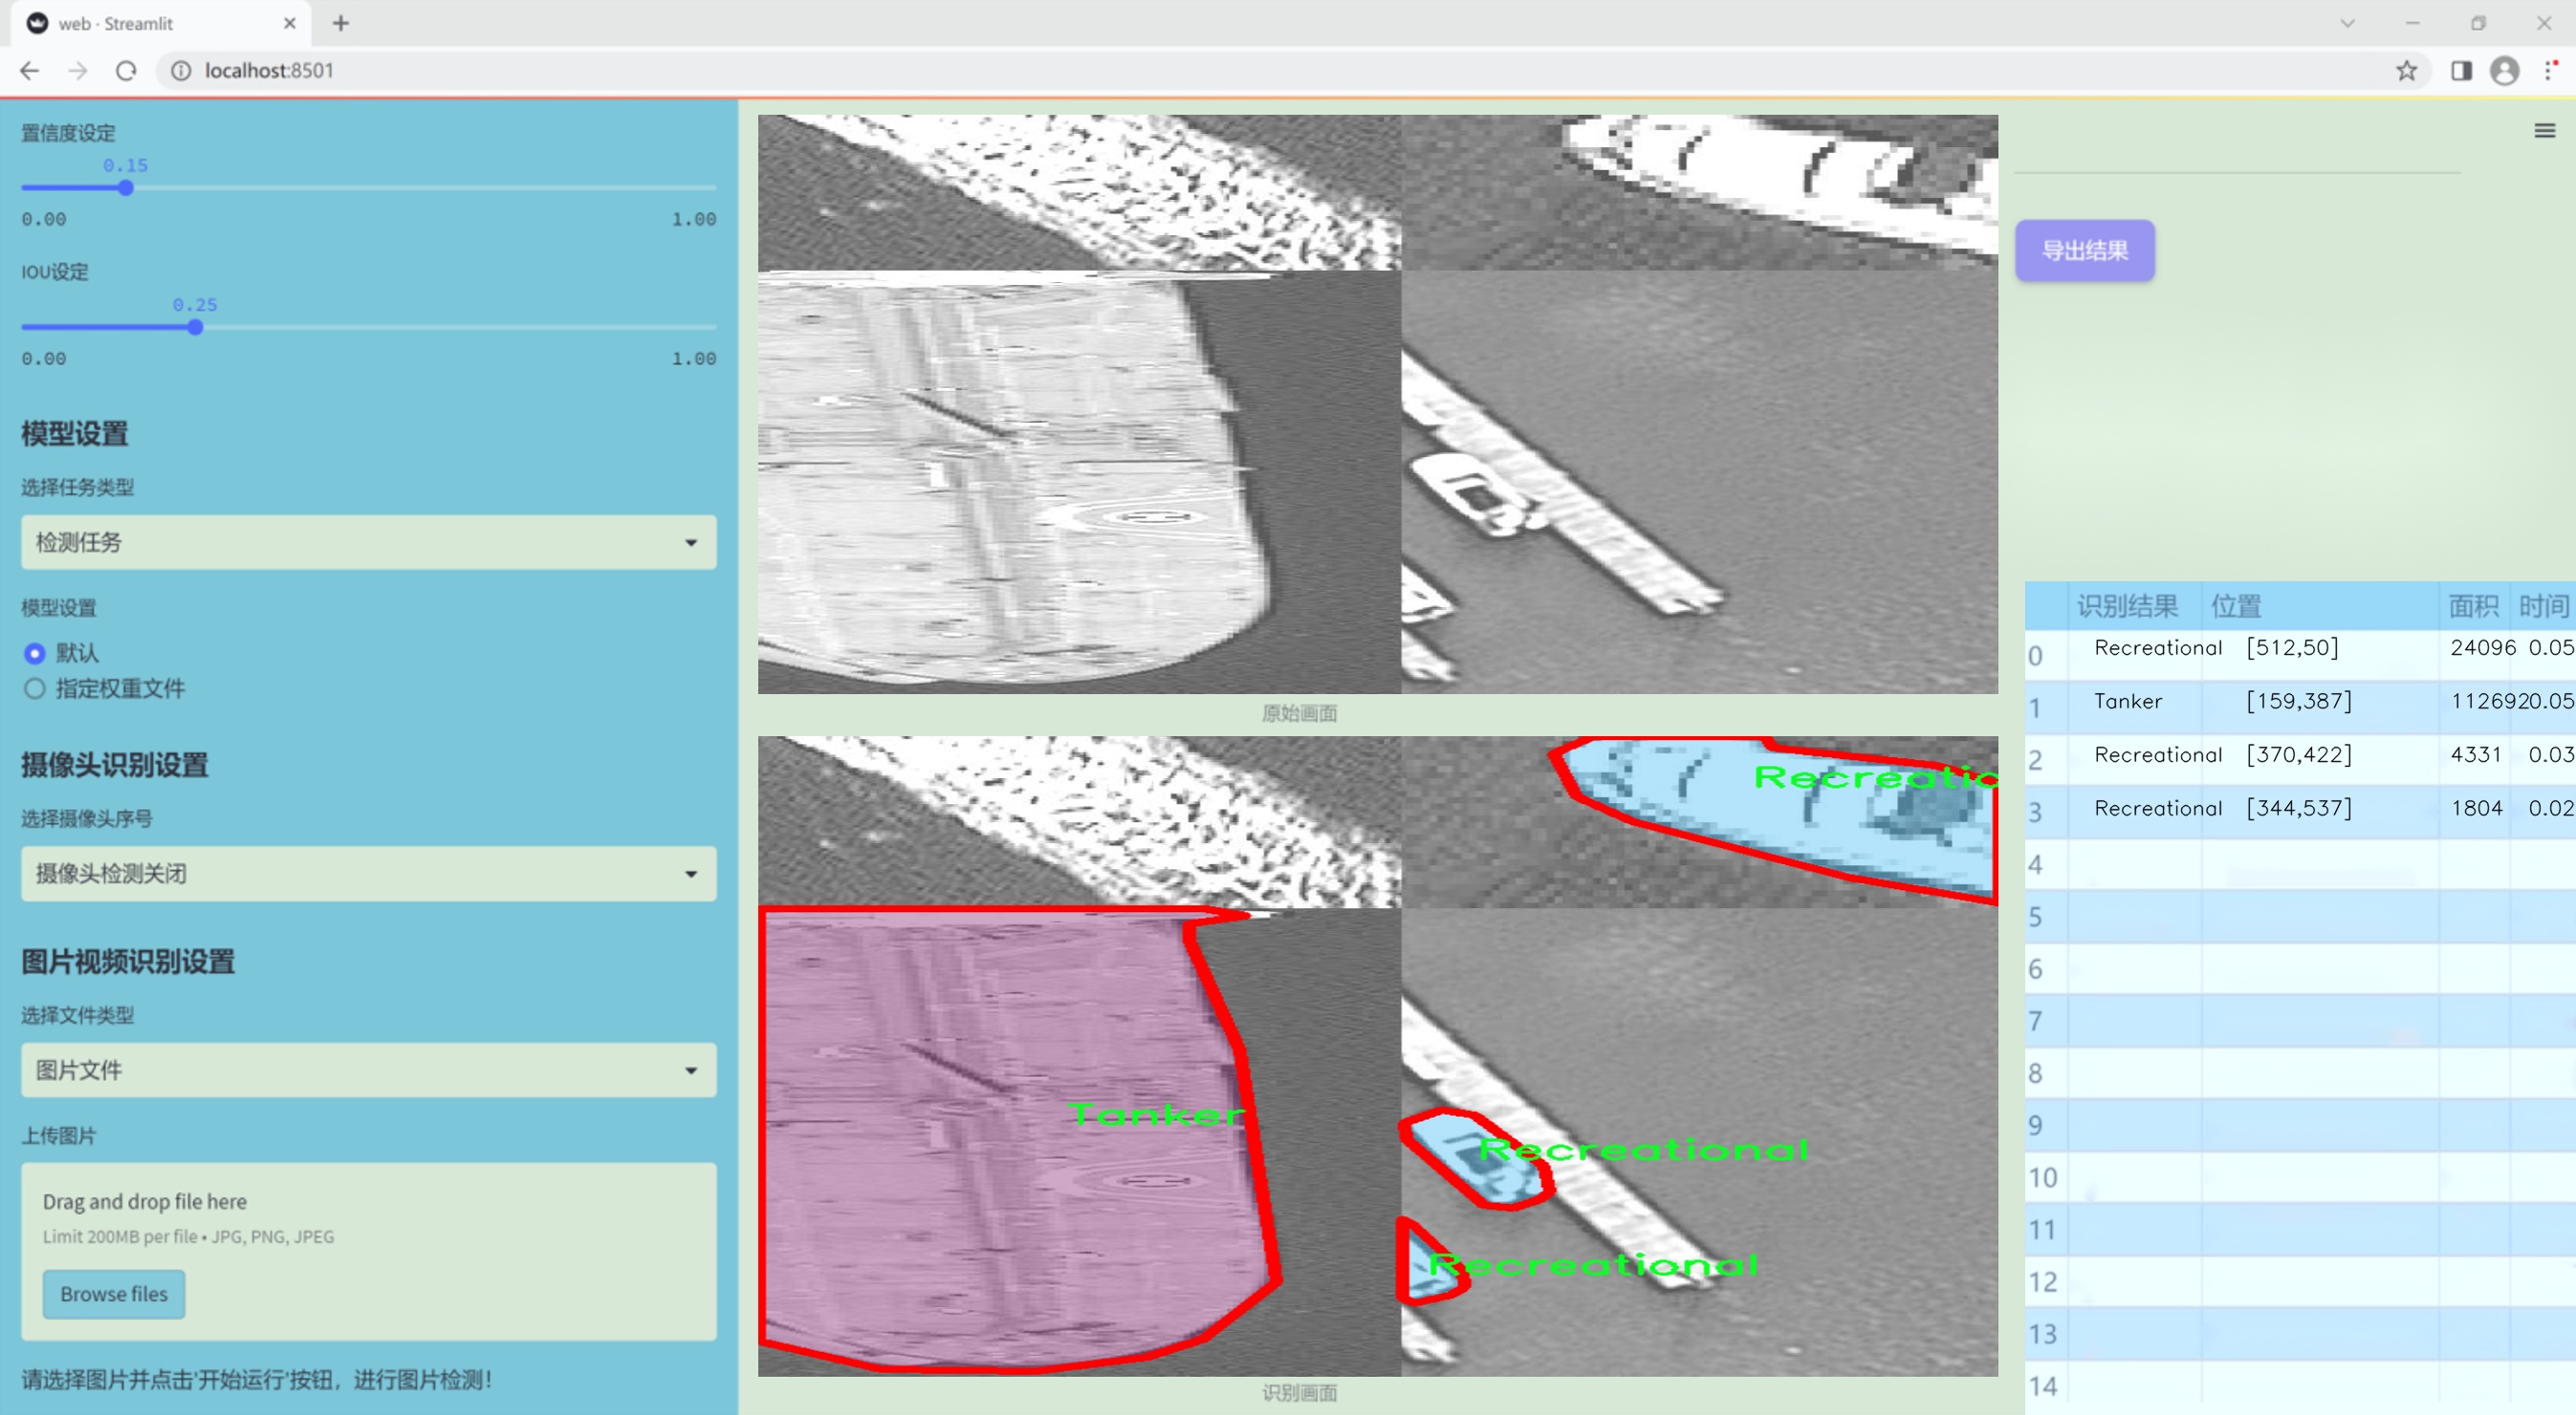 web · Streamlit
localhost:8501
置信度设定
0.15
0.00 1.00
IOU设定
0.25
0.00 1.00
模型设置
选择任务类型
检测任务
模型设置
默认
指定权重文件
摄像头识别设置
选择摄像头序号
摄像头检测关闭
图片视频识别设置
选择文件类型
图片文件
上传图片
Drag and drop file here
Limit 200MB per file • JPG, PNG, JPEG
Browse files
请选择图片并点击'开始运行'按钮，进行图片检测！
原始画面
Recreatio
Tanker
Recreational
Recreational
识别画面
导出结果
识别结果 位置 面积 时间
0 Recreational [512,50] 24096 0.05
1 Tanker [159,387] 112692 0.05
2 Recreational [370,422] 4331 0.03
3 Recreational [344,537] 1804 0.02
4
5
6
7
8
9
10
11
12
13
14